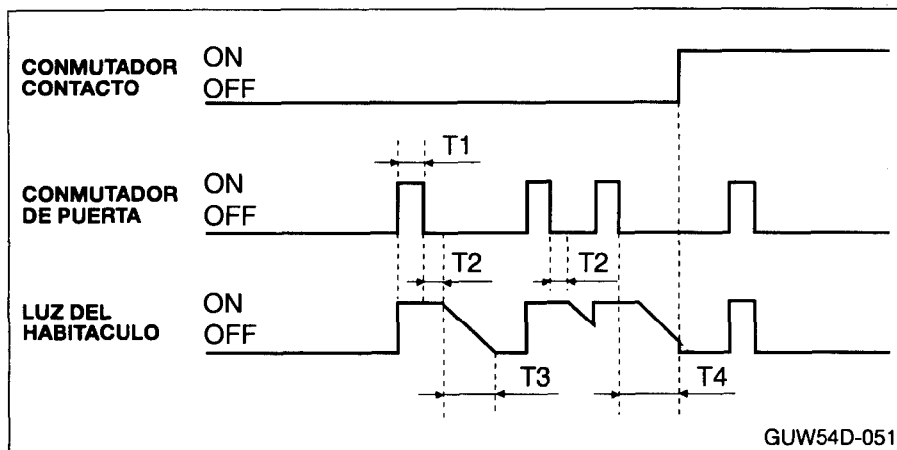 CONMUTADOR
CONTACTO
ON
OFF
T1
CONMUTADOR
DE PUERTA
ON
OFF
T2
T2
LUZ DEL
HABITACULO
ON
OFF
T3
T4
GUW54D-051